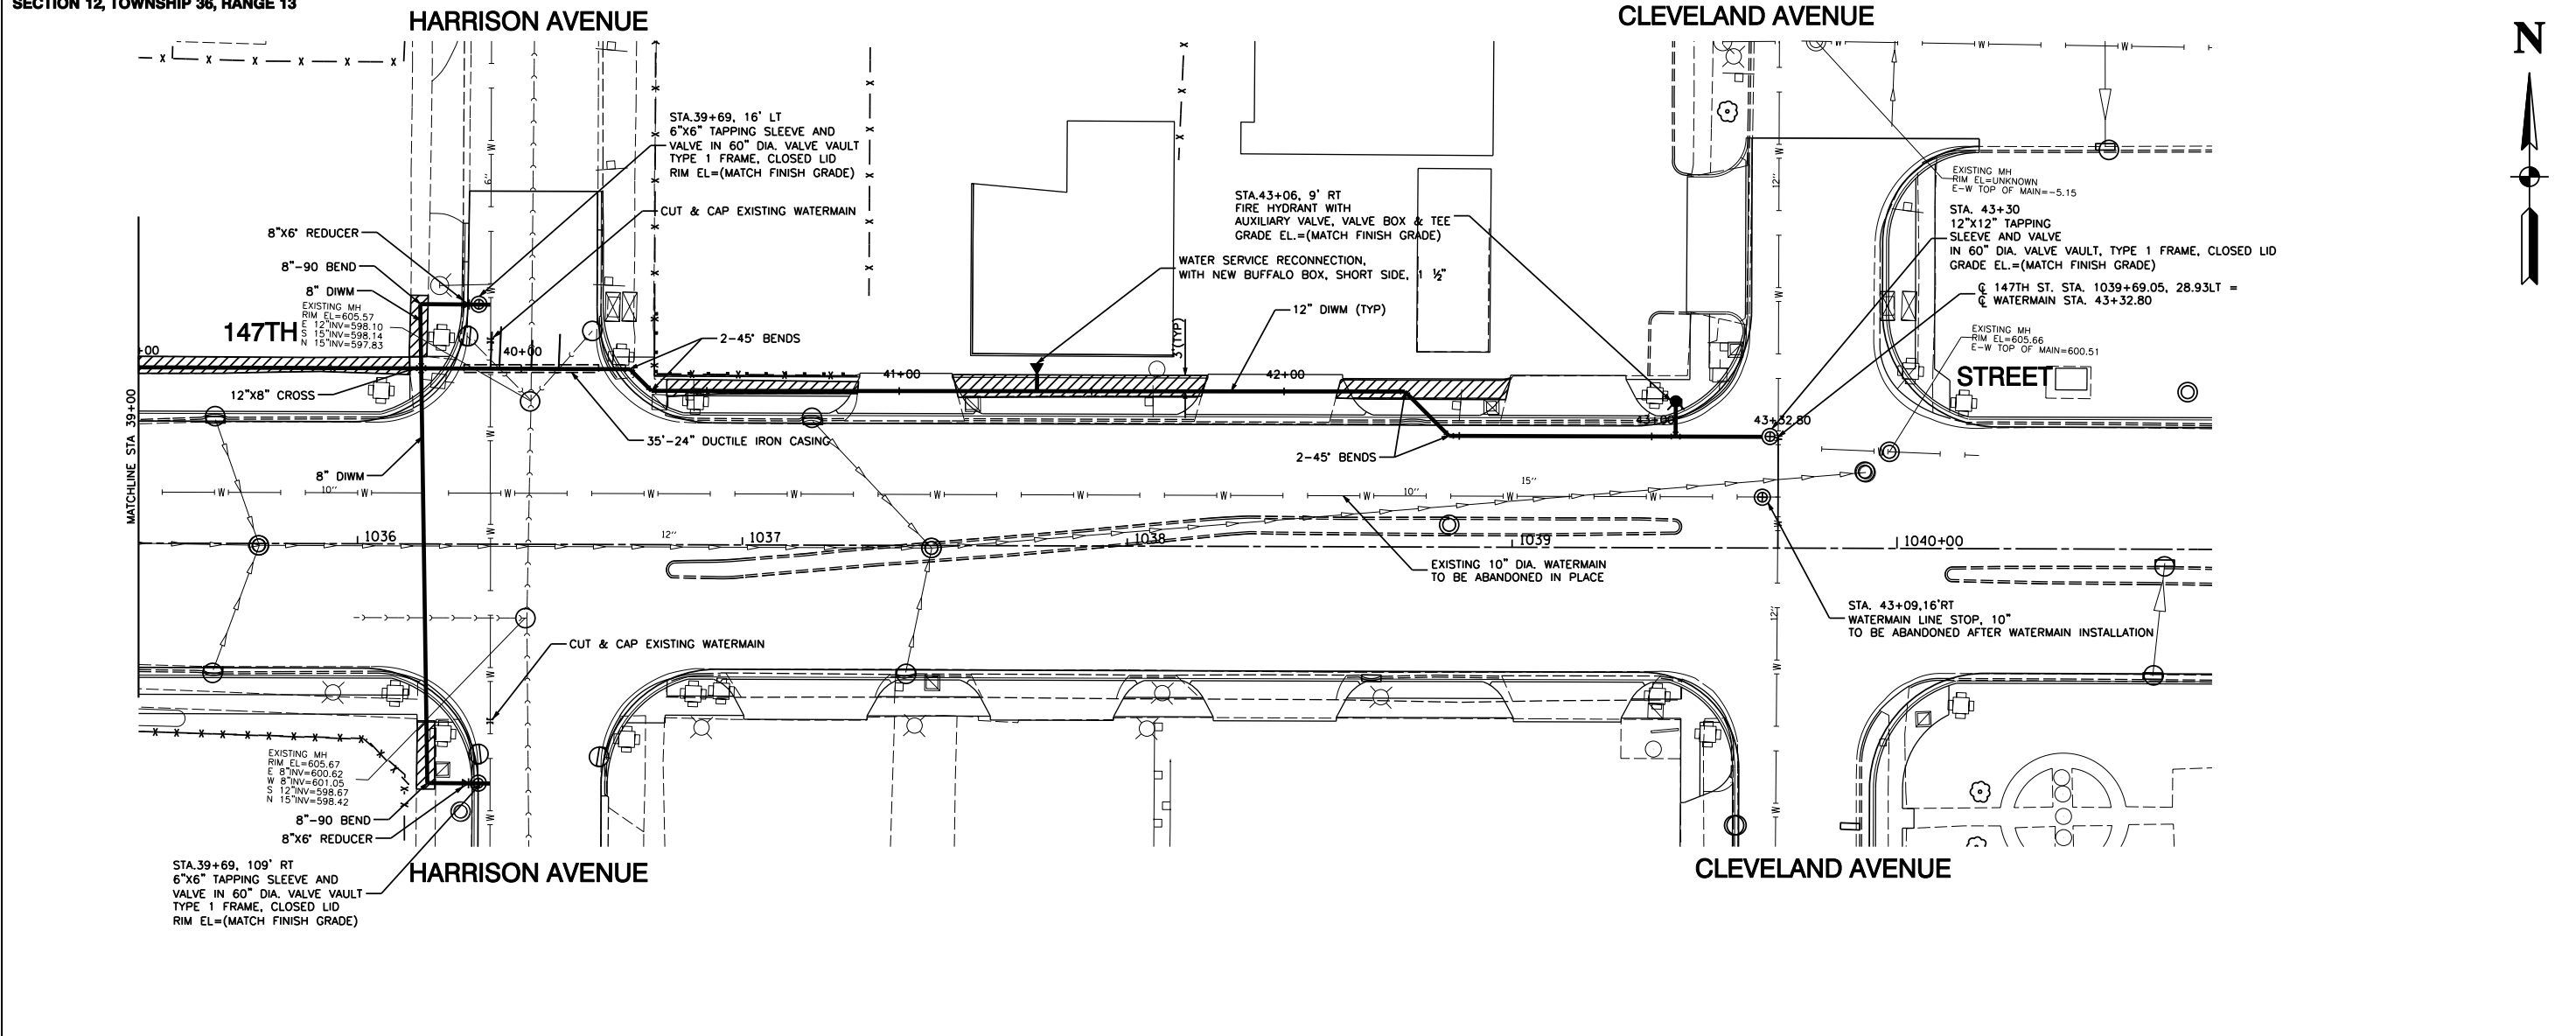 SECTION 12, TOWNSHIP 36, RANGE 13
HARRISON AVENUE
CLEVELAND AVENUE
N
STA.39+69, 16' LT
6"X6" TAPPING SLEEVE AND
VALVE IN 60" DIA. VALVE VAULT
TYPE 1 FRAME, CLOSED LID
RIM EL=(MATCH FINISH GRADE)
CUT & CAP EXISTING WATERMAIN
8"X6" REDUCER
8"-90 BEND
8" DIWM
EXISTING MH
RIM EL=605.57
E 12"INV=598.10
S 15"INV=598.14
N 15"INV=597.83
147TH
+00
12"X8" CROSS
MATCHLINE STA 39+00
6"
40+00
2-45° BENDS
35'-24" DUCTILE IRON CASING
8" DIWM
STA.43+06, 9' RT
FIRE HYDRANT WITH
AUXILIARY VALVE, VALVE BOX & TEE
GRADE EL.=(MATCH FINISH GRADE)
WATER SERVICE RECONNECTION,
WITH NEW BUFFALO BOX, SHORT SIDE, 1 ½"
12" DIWM (TYP)
3'(TYP)
41+00
42+00
43+00
43+32.80
2-45° BENDS
12"
EXISTING MH
RIM EL=UNKNOWN
E-W TOP OF MAIN=-5.15
STA. 43+30
12"X12" TAPPING
SLEEVE AND VALVE
IN 60" DIA. VALVE VAULT, TYPE 1 FRAME, CLOSED LID
GRADE EL.=(MATCH FINISH GRADE)
℄ 147TH ST. STA. 1039+69.05, 28.93LT =
℄ WATERMAIN STA. 43+32.80
EXISTING MH
RIM EL=605.66
E-W TOP OF MAIN=600.51
STREET
10"
10"
15"
12"
1036
1037
1038
1039
1040+00
EXISTING 10" DIA. WATERMAIN
TO BE ABANDONED IN PLACE
STA. 43+09,16'RT
WATERMAIN LINE STOP, 10"
TO BE ABANDONED AFTER WATERMAIN INSTALLATION
12"
CUT & CAP EXISTING WATERMAIN
EXISTING MH
RIM EL=605.67
E 8"INV=600.62
W 8"INV=601.05
S 12"INV=598.67
N 15"INV=598.42
8"-90 BEND
8"X6" REDUCER
STA.39+69, 109' RT
6"X6" TAPPING SLEEVE AND
VALVE IN 60" DIA. VALVE VAULT
TYPE 1 FRAME, CLOSED LID
RIM EL=(MATCH FINISH GRADE)
HARRISON AVENUE
CLEVELAND AVENUE